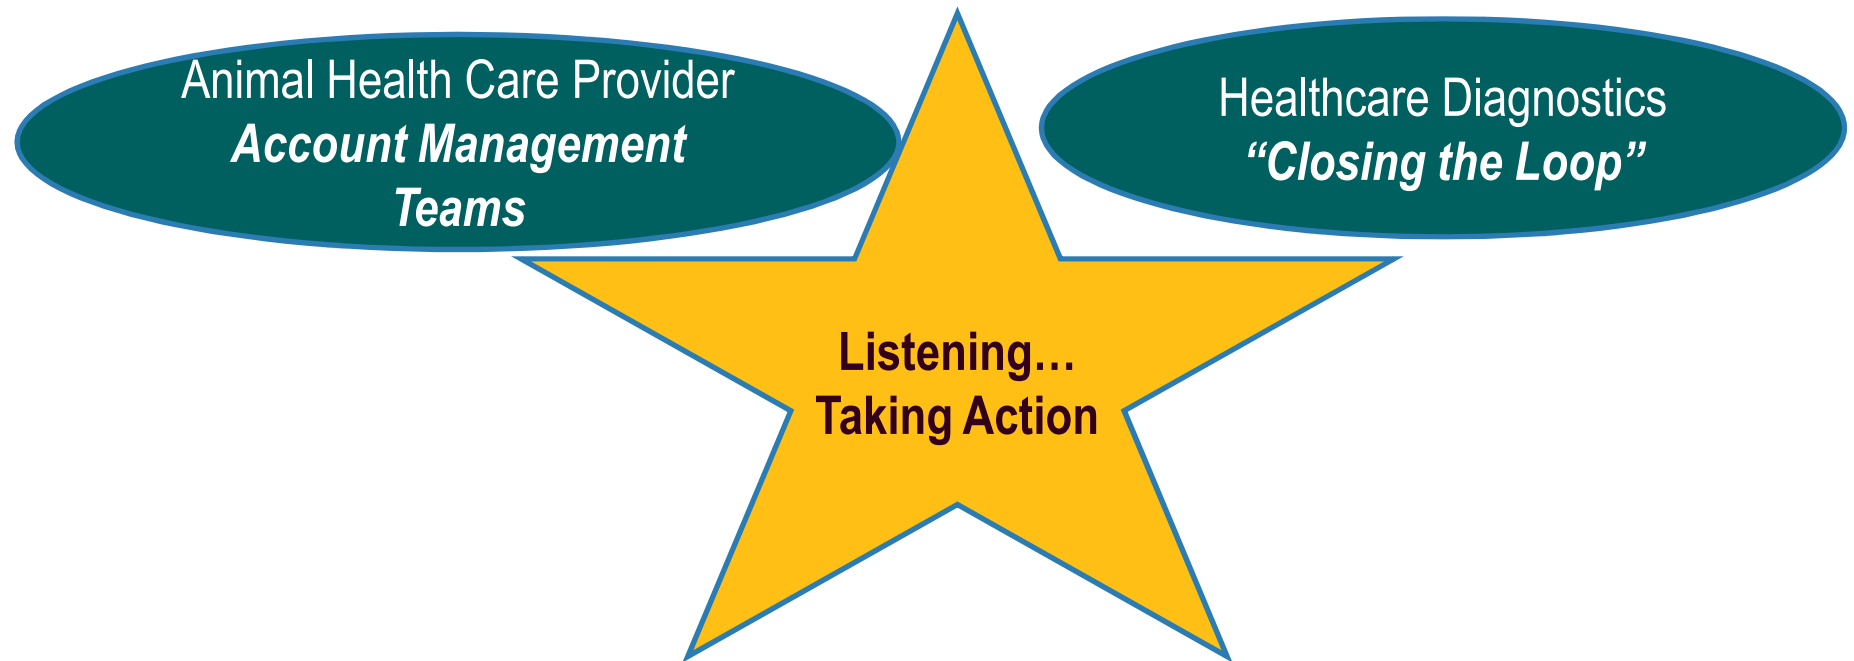 Animal Health Care Provider
Account Management
Teams
Healthcare Diagnostics
“Closing the Loop”
Listening…
Taking Action